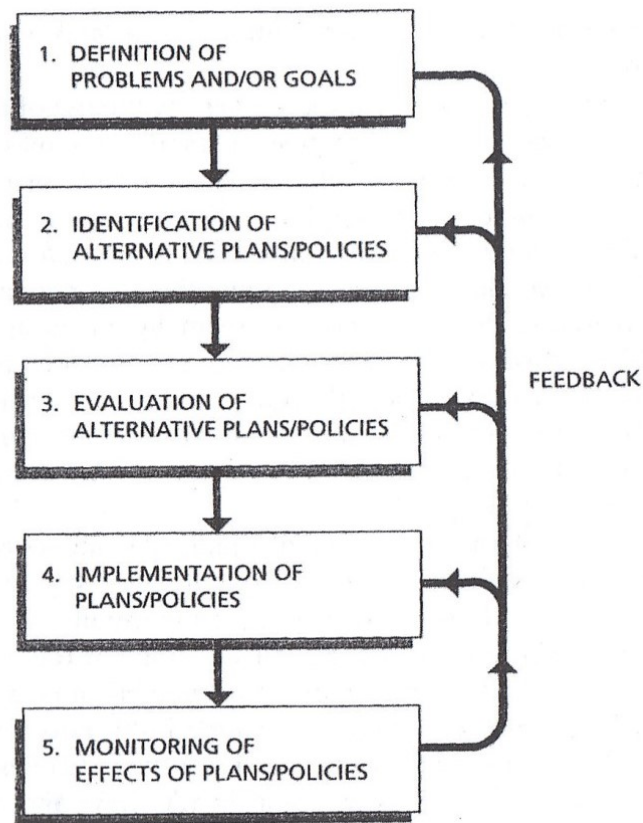 1. DEFINITION OF
PROBLEMS AND/OR GOALS
2. IDENTIFICATION OF
ALTERNATIVE PLANS/POLICIES
FEEDBACK
3. EVALUATION OF
ALTERNATIVE PLANS/POLICIES
4. IMPLEMENTATION OF
PLANS/POLICIES
5. MONITORING OF
EFFECTS OF PLANS/POLICIES